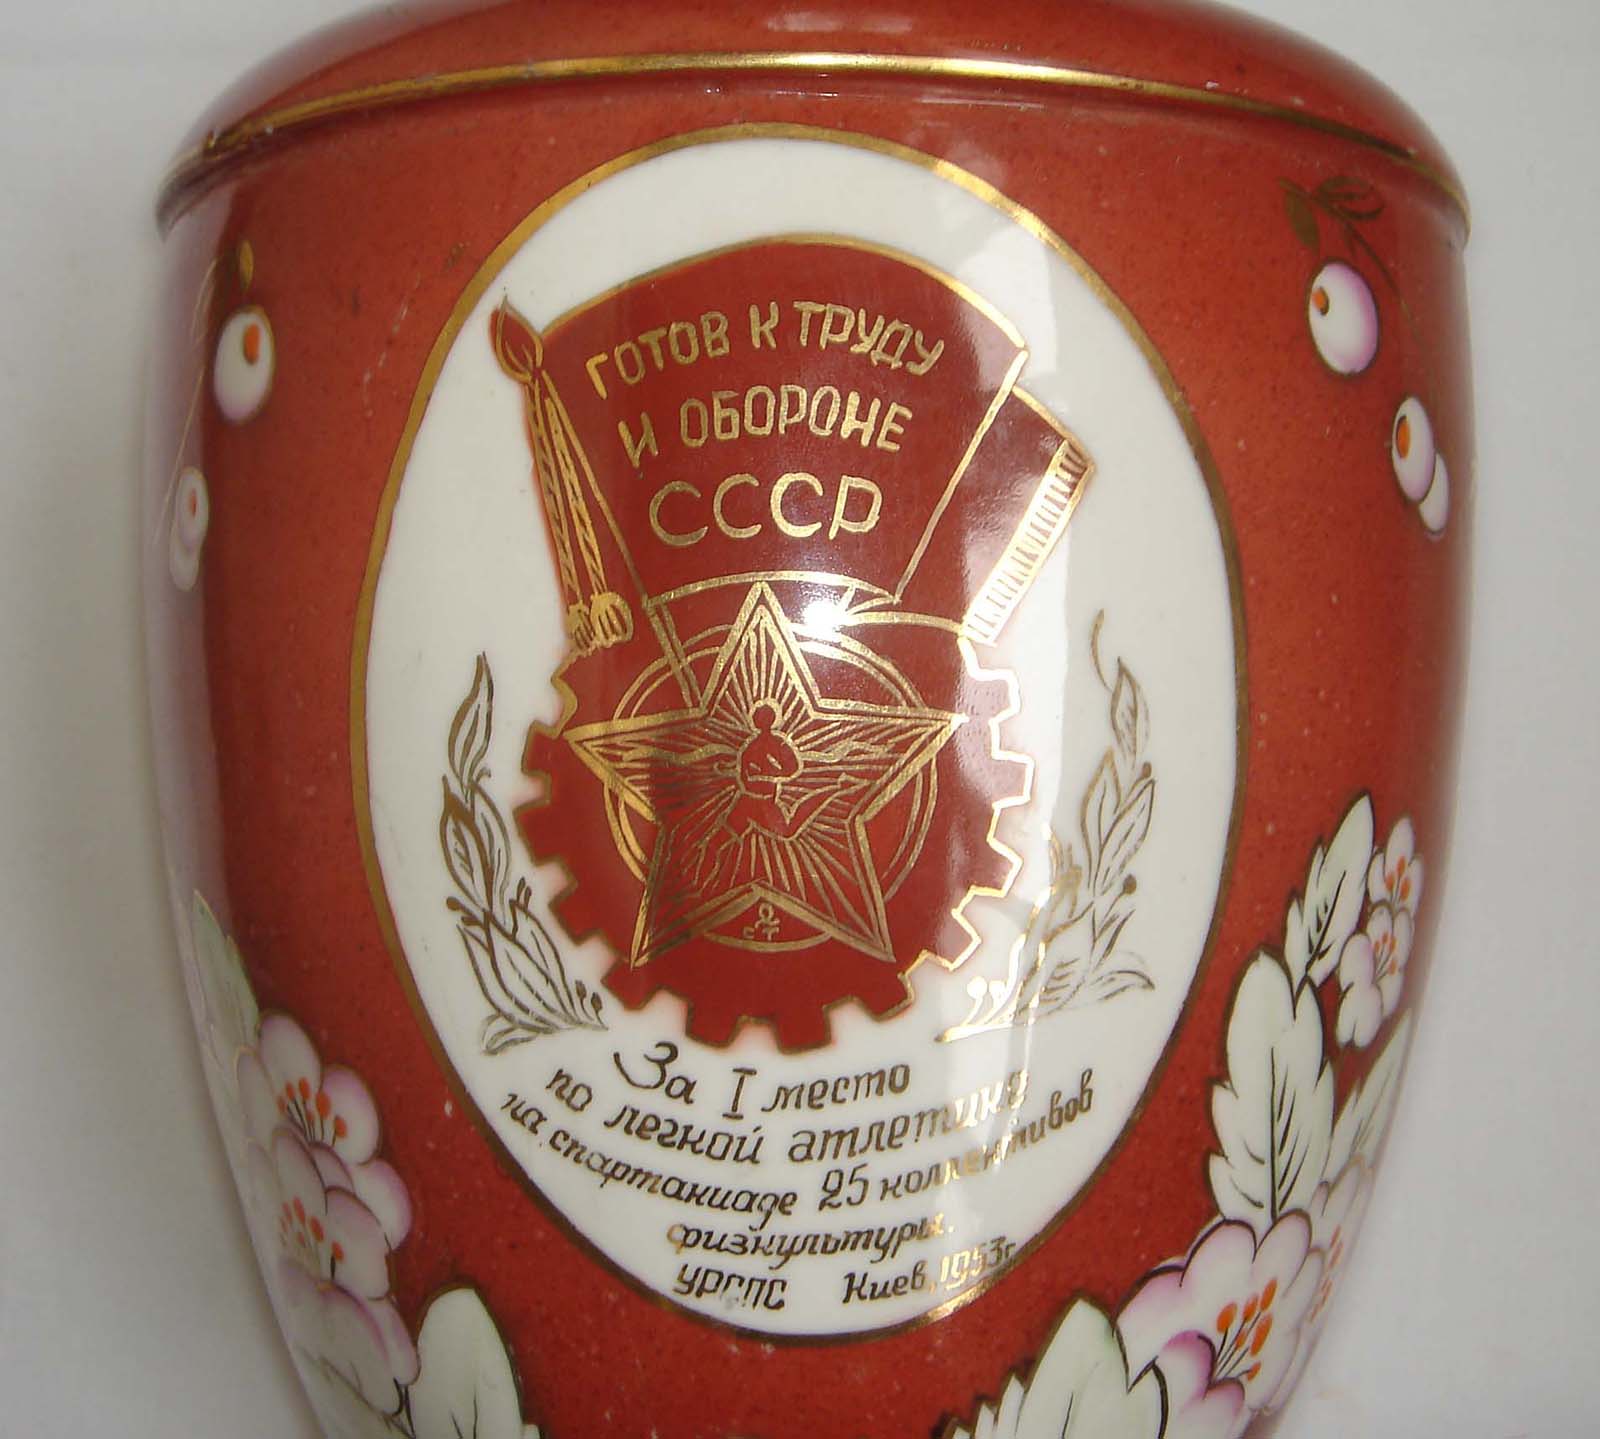 ГОТОВ К ТРУДУ
И ОБОРОНЕ
СССР
За I место
по легкой атлетике
на спартакиаде 25 коллективов
физкультуры.
УРСПС Киев, 1953г.